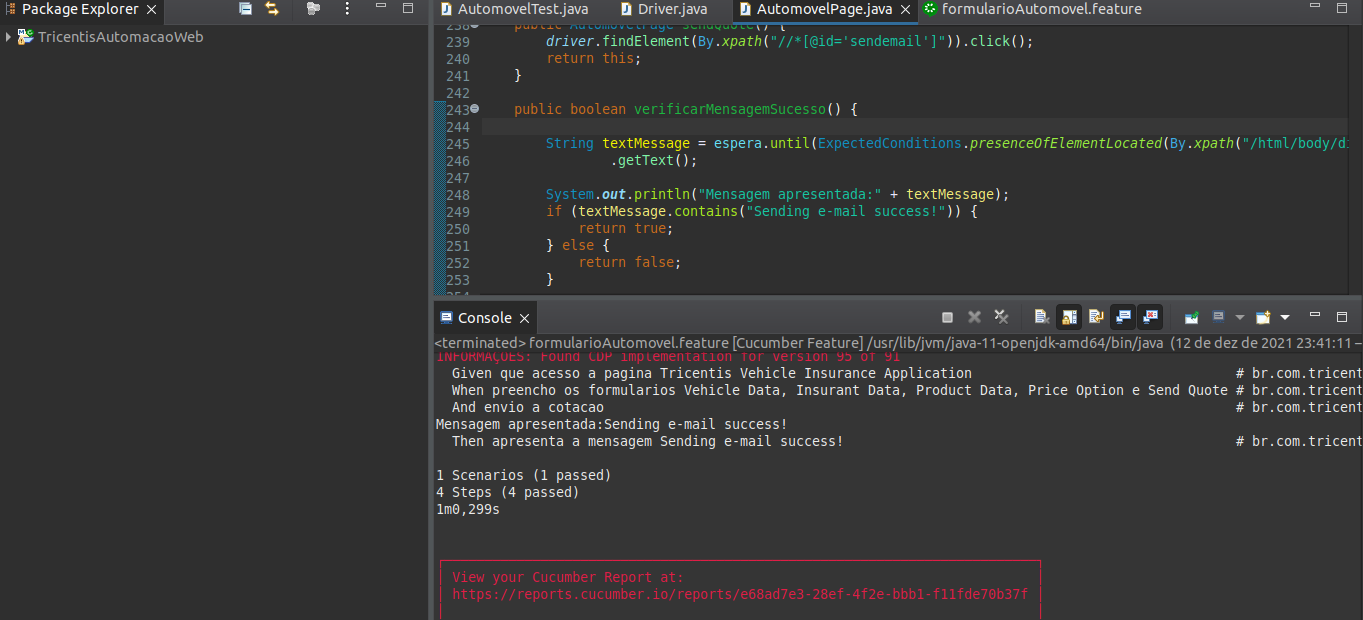 Package Explorer
TricentisAutomacaoWeb
AutomovelTest.java
Driver.java
AutomovelPage.java
formularioAutomovel.feature
238 public AutomovelPage sendQuote() {
239 driver.findElement(By.xpath("//*[@id='sendemail']")).click();
240 return this;
241 }
242
243 public boolean verificarMensagemSucesso() {
244
245 String textMessage = espera.until(ExpectedConditions.presenceOfElementLocated(By.xpath("/html/body/di
246 .getText();
247
248 System.out.println("Mensagem apresentada:" + textMessage);
249 if (textMessage.contains("Sending e-mail success!")) {
250 return true;
251 } else {
252 return false;
253 }
254
Console
<terminated> formularioAutomovel.feature [Cucumber Feature] /usr/lib/jvm/java-11-openjdk-amd64/bin/java (12 de dez de 2021 23:41:11 –
INFORMAÇÕES: Found CDP implementation for version 95 of 91
Given que acesso a pagina Tricentis Vehicle Insurance Application # br.com.tricent
When preencho os formularios Vehicle Data, Insurant Data, Product Data, Price Option e Send Quote # br.com.tricent
And envio a cotacao # br.com.tricent
Mensagem apresentada:Sending e-mail success!
Then apresenta a mensagem Sending e-mail success! # br.com.tricent
1 Scenarios (1 passed)
4 Steps (4 passed)
1m0,299s
View your Cucumber Report at:
https://reports.cucumber.io/reports/e68ad7e3-28ef-4f2e-bbb1-f11fde70b37f